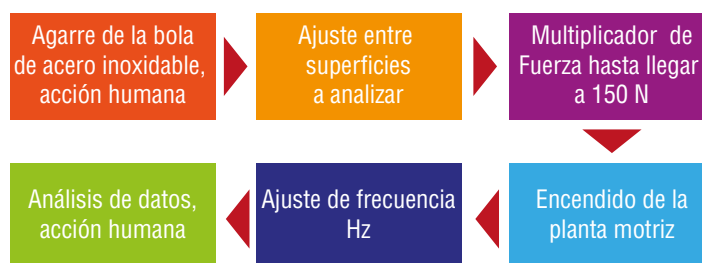 Agarre de la bola
de acero inoxidable,
acción humana
Ajuste entre
superficies
a analizar
Multiplicador de
Fuerza hasta llegar
a 150 N
Encendido de la
planta motriz
Ajuste de frecuencia
Hz
Análisis de datos,
acción humana